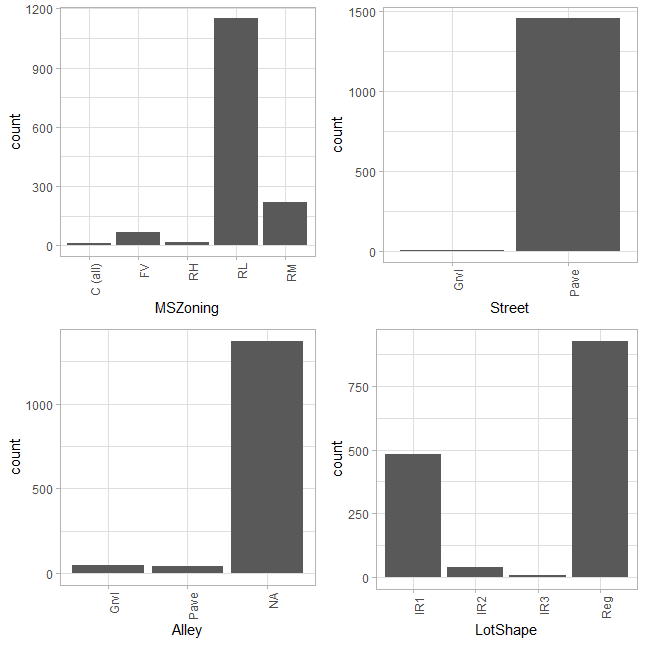 1200
900
600
300
0
count
C (all)
FV
RH
RL
RM
MSZoning
1500
1000
500
0
count
Grvl
Pave
Street
1000
500
0
count
Grvl
Pave
NA
Alley
750
500
250
0
count
IR1
IR2
IR3
Reg
LotShape